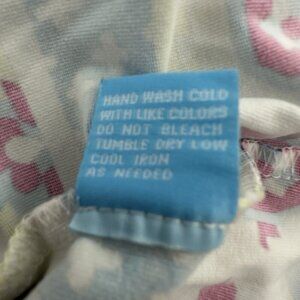 HAND WASH COLD
WITH LIKE COLORS
DO NOT BLEACH
TUMBLE DRY LOW
COOL IRON
AS NEEDED